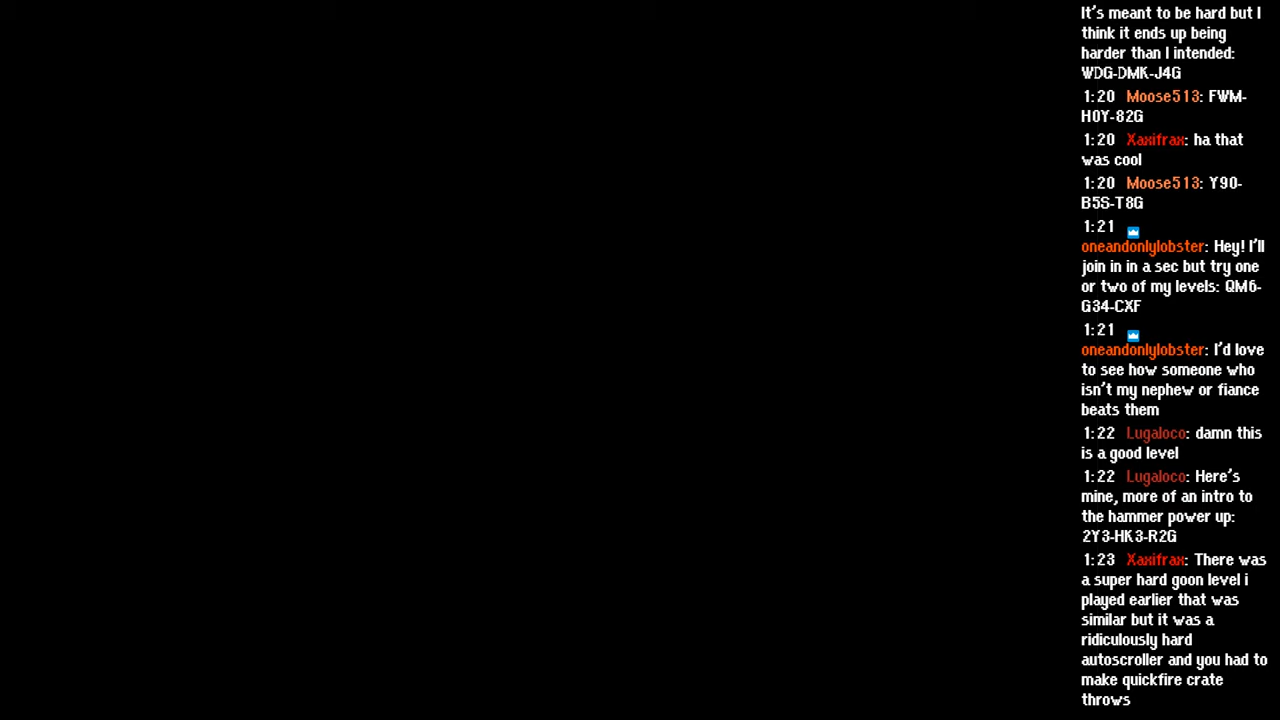 It's meant to be hard but I
think it ends up being
harder than I intended:
WDG-DMK-J4G
1:20 Moose513: FWM-
H0Y-82G
1:20 Xaxifrax: ha that
was cool
1:20 Moose513: Y90-
B5S-T8G
1:21
oneandonlylobster: Hey! I'll
join in in a sec but try one
or two of my levels: QM6-
G34-CXF
1:21
oneandonlylobster: I'd love
to see how someone who
isn't my nephew or fiance
beats them
1:22 Lugaloco: damn this
is a good level
1:22 Lugaloco: Here's
mine, more of an intro to
the hammer power up:
2Y3-HK3-R2G
1:23 Xaxifrax: There was
a super hard goon level i
played earlier that was
similar but it was a
ridiculously hard
autoscroller and you had to
make quickfire crate
throws